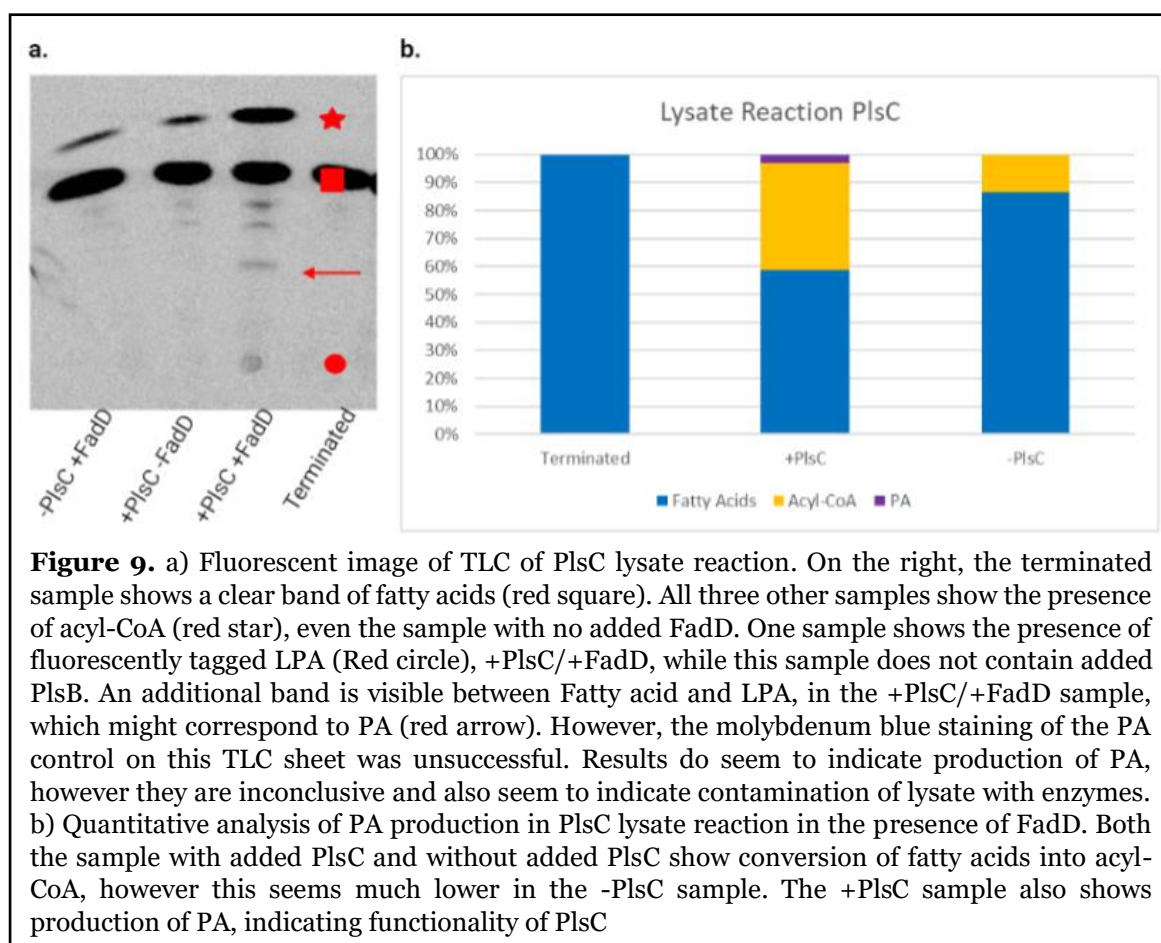 a.
b.
Lysate Reaction PlsC
100%
90%
80%
70%
60%
50%
40%
30%
20%
10%
0%
Terminated
+PlsC
-PlsC
Fatty Acids
Acyl-CoA
PA
-PlsC +FadD
+PlsC -FadD
+PlsC +FadD
Terminated
Figure 9. a) Fluorescent image of TLC of PlsC lysate reaction. On the right, the terminated
sample shows a clear band of fatty acids (red square). All three other samples show the presence
of acyl-CoA (red star), even the sample with no added FadD. One sample shows the presence of
fluorescently tagged LPA (Red circle), +PlsC/+FadD, while this sample does not contain added
PlsB. An additional band is visible between Fatty acid and LPA, in the +PlsC/+FadD sample,
which might correspond to PA (red arrow). However, the molybdenum blue staining of the PA
control on this TLC sheet was unsuccessful. Results do seem to indicate production of PA,
however they are inconclusive and also seem to indicate contamination of lysate with enzymes.
b) Quantitative analysis of PA production in PlsC lysate reaction in the presence of FadD. Both
the sample with added PlsC and without added PlsC show conversion of fatty acids into acyl-
CoA, however this seems much lower in the -PlsC sample. The +PlsC sample also shows
production of PA, indicating functionality of PlsC